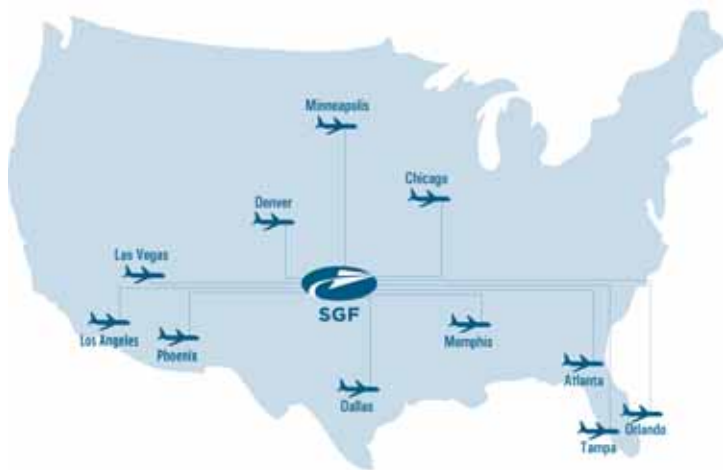 Minneapolis
Chicago
Denver
Las Vegas
SGF
Los Angeles
Phoenix
Memphis
Atlanta
Dallas
Orlando
Tampa